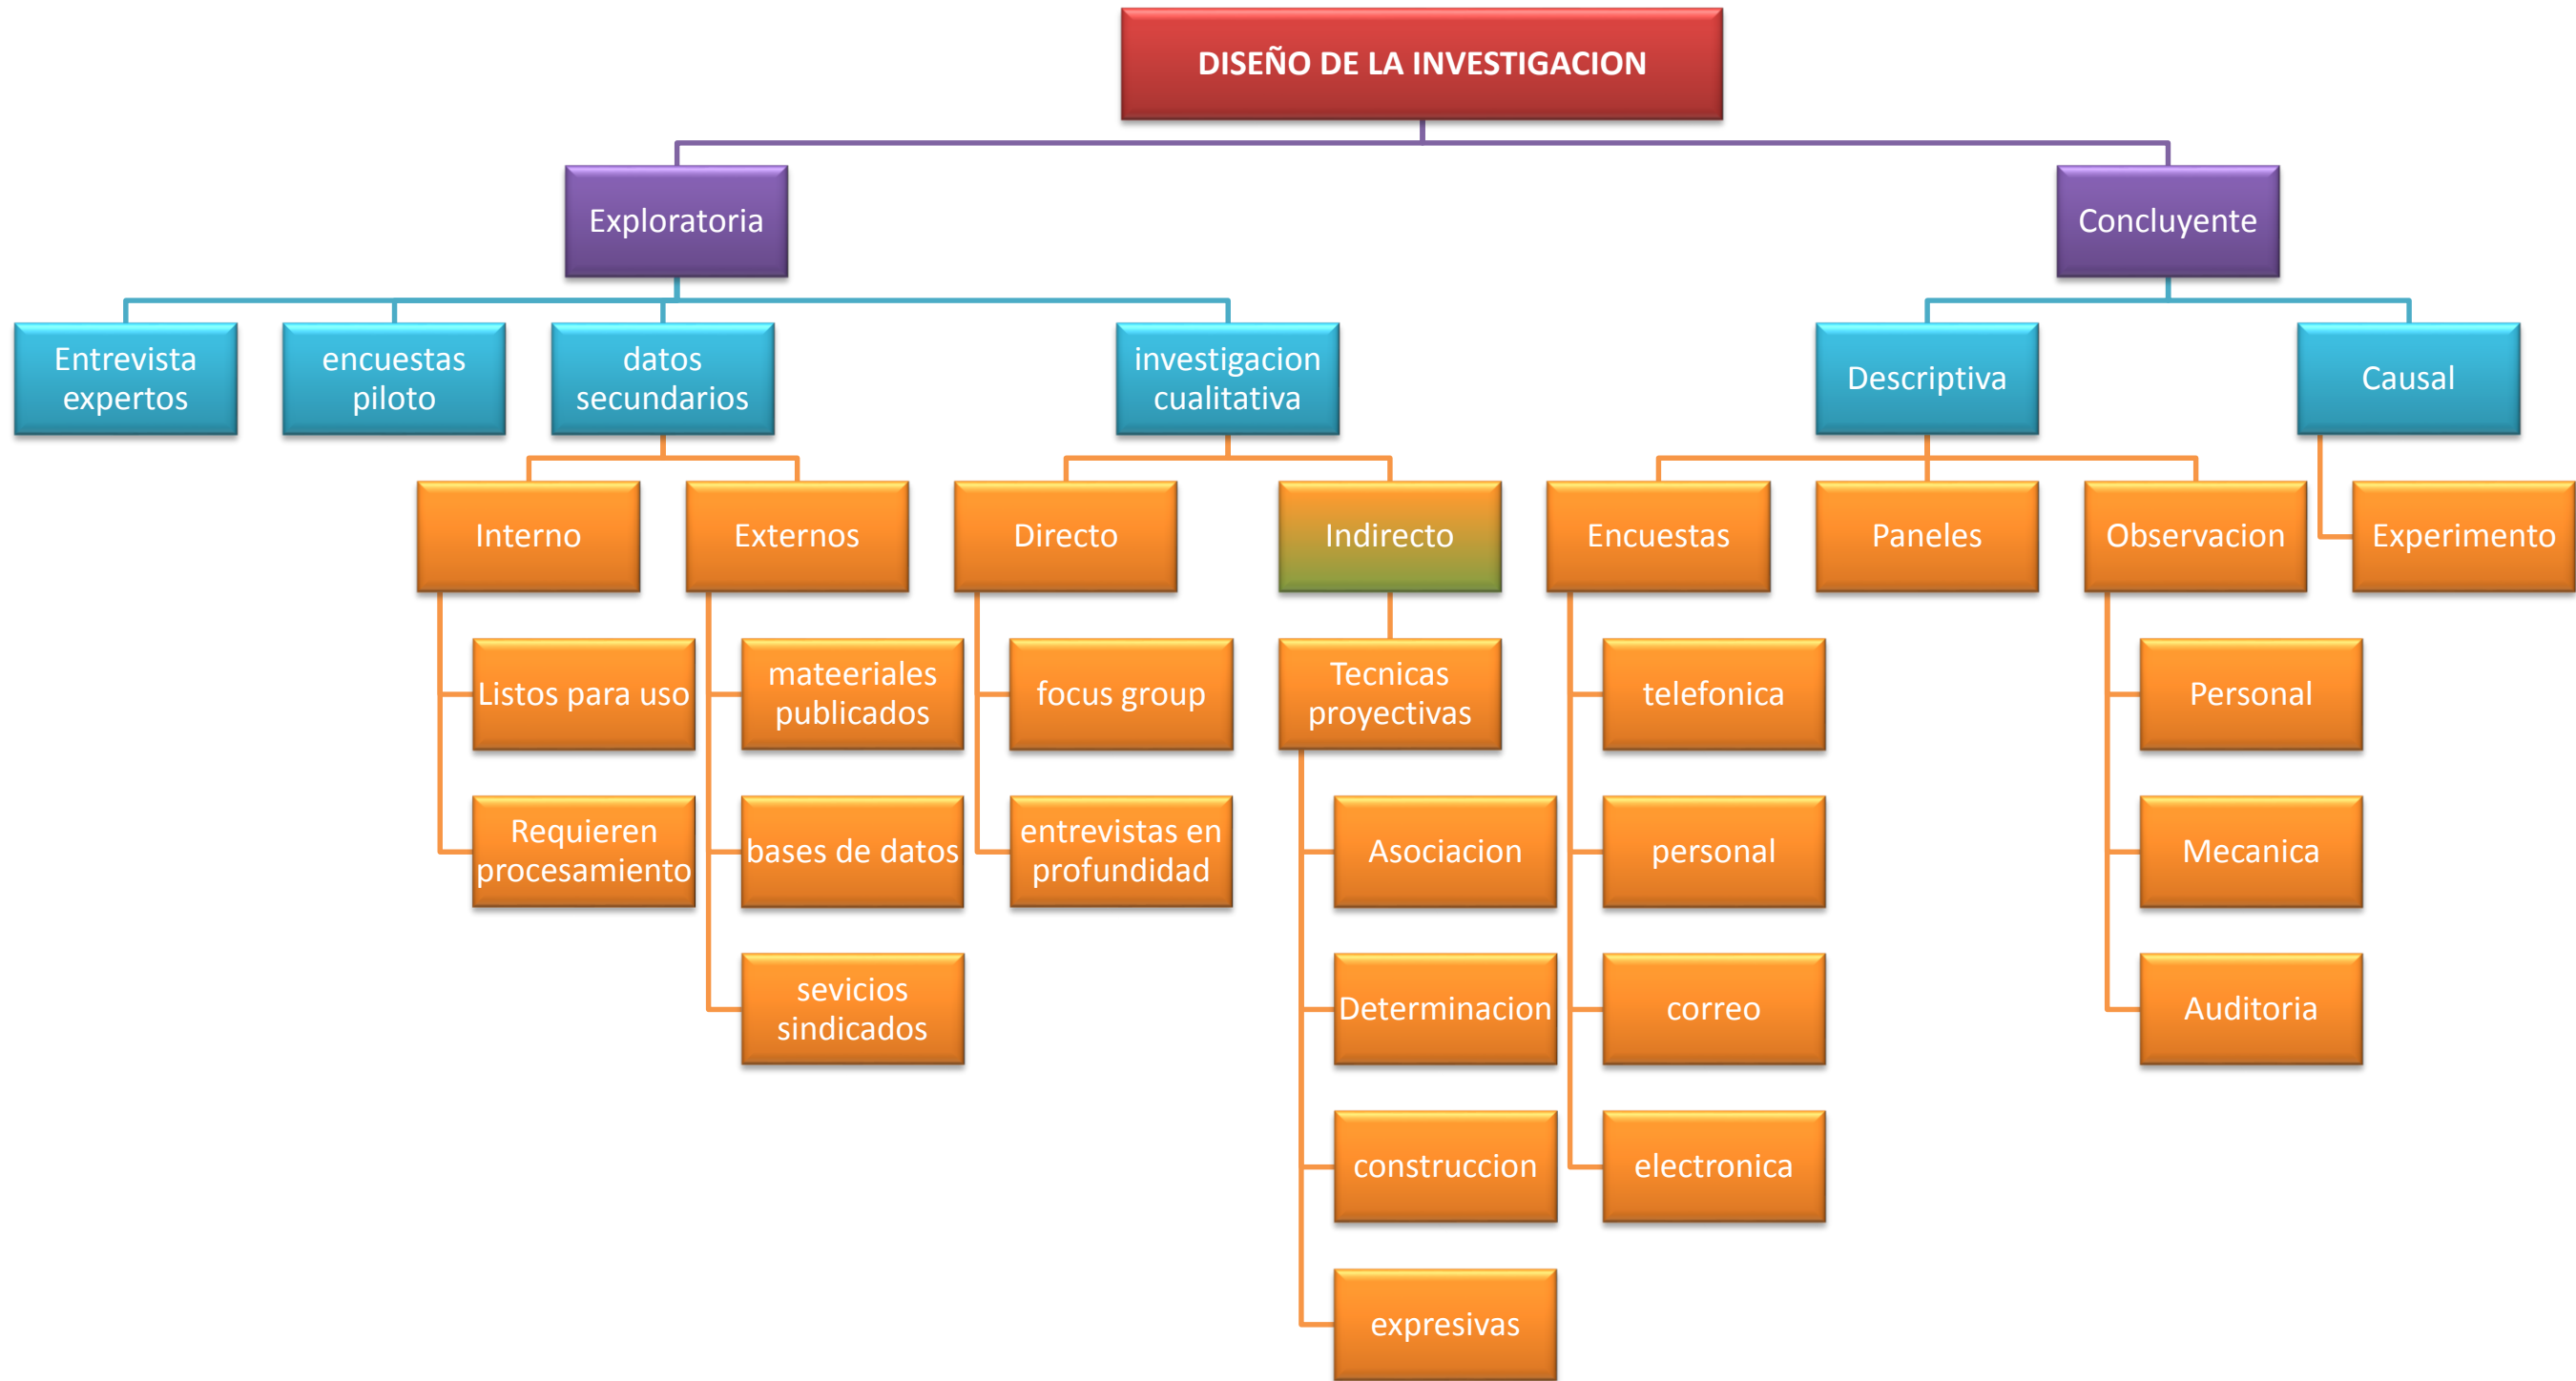 DISEÑO DE LA INVESTIGACION
Exploratoria
Concluyente
Entrevista
expertos
encuestas
piloto
datos
secundarios
investigacion
cualitativa
Descriptiva
Causal
Interno
Externos
Directo
Indirecto
Encuestas
Paneles
Observacion
Experimento
Listos para uso
mateeriales
publicados
focus group
Tecnicas
proyectivas
telefonica
Personal
Requieren
procesamiento
bases de datos
entrevistas en
profundidad
Asociacion
personal
Mecanica
sevicios
sindicados
Determinacion
correo
Auditoria
construccion
electronica
expresivas